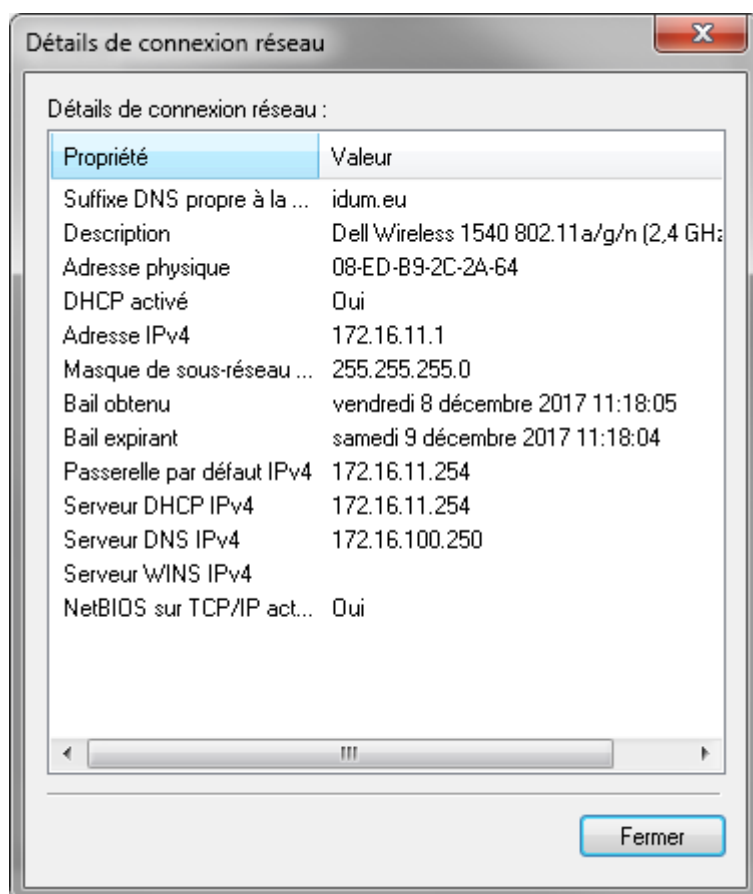 Détails de connexion réseau
Détails de connexion réseau :
Propriété Valeur
Suffixe DNS propre à la ... idum.eu
Description Dell Wireless 1540 802.11a/g/n (2,4 GHz
Adresse physique 08-ED-B9-2C-2A-64
DHCP activé Oui
Adresse IPv4 172.16.11.1
Masque de sous-réseau ... 255.255.255.0
Bail obtenu vendredi 8 décembre 2017 11:18:05
Bail expirant samedi 9 décembre 2017 11:18:04
Passerelle par défaut IPv4 172.16.11.254
Serveur DHCP IPv4 172.16.11.254
Serveur DNS IPv4 172.16.100.250
Serveur WINS IPv4
NetBIOS sur TCP/IP act... Oui
Fermer